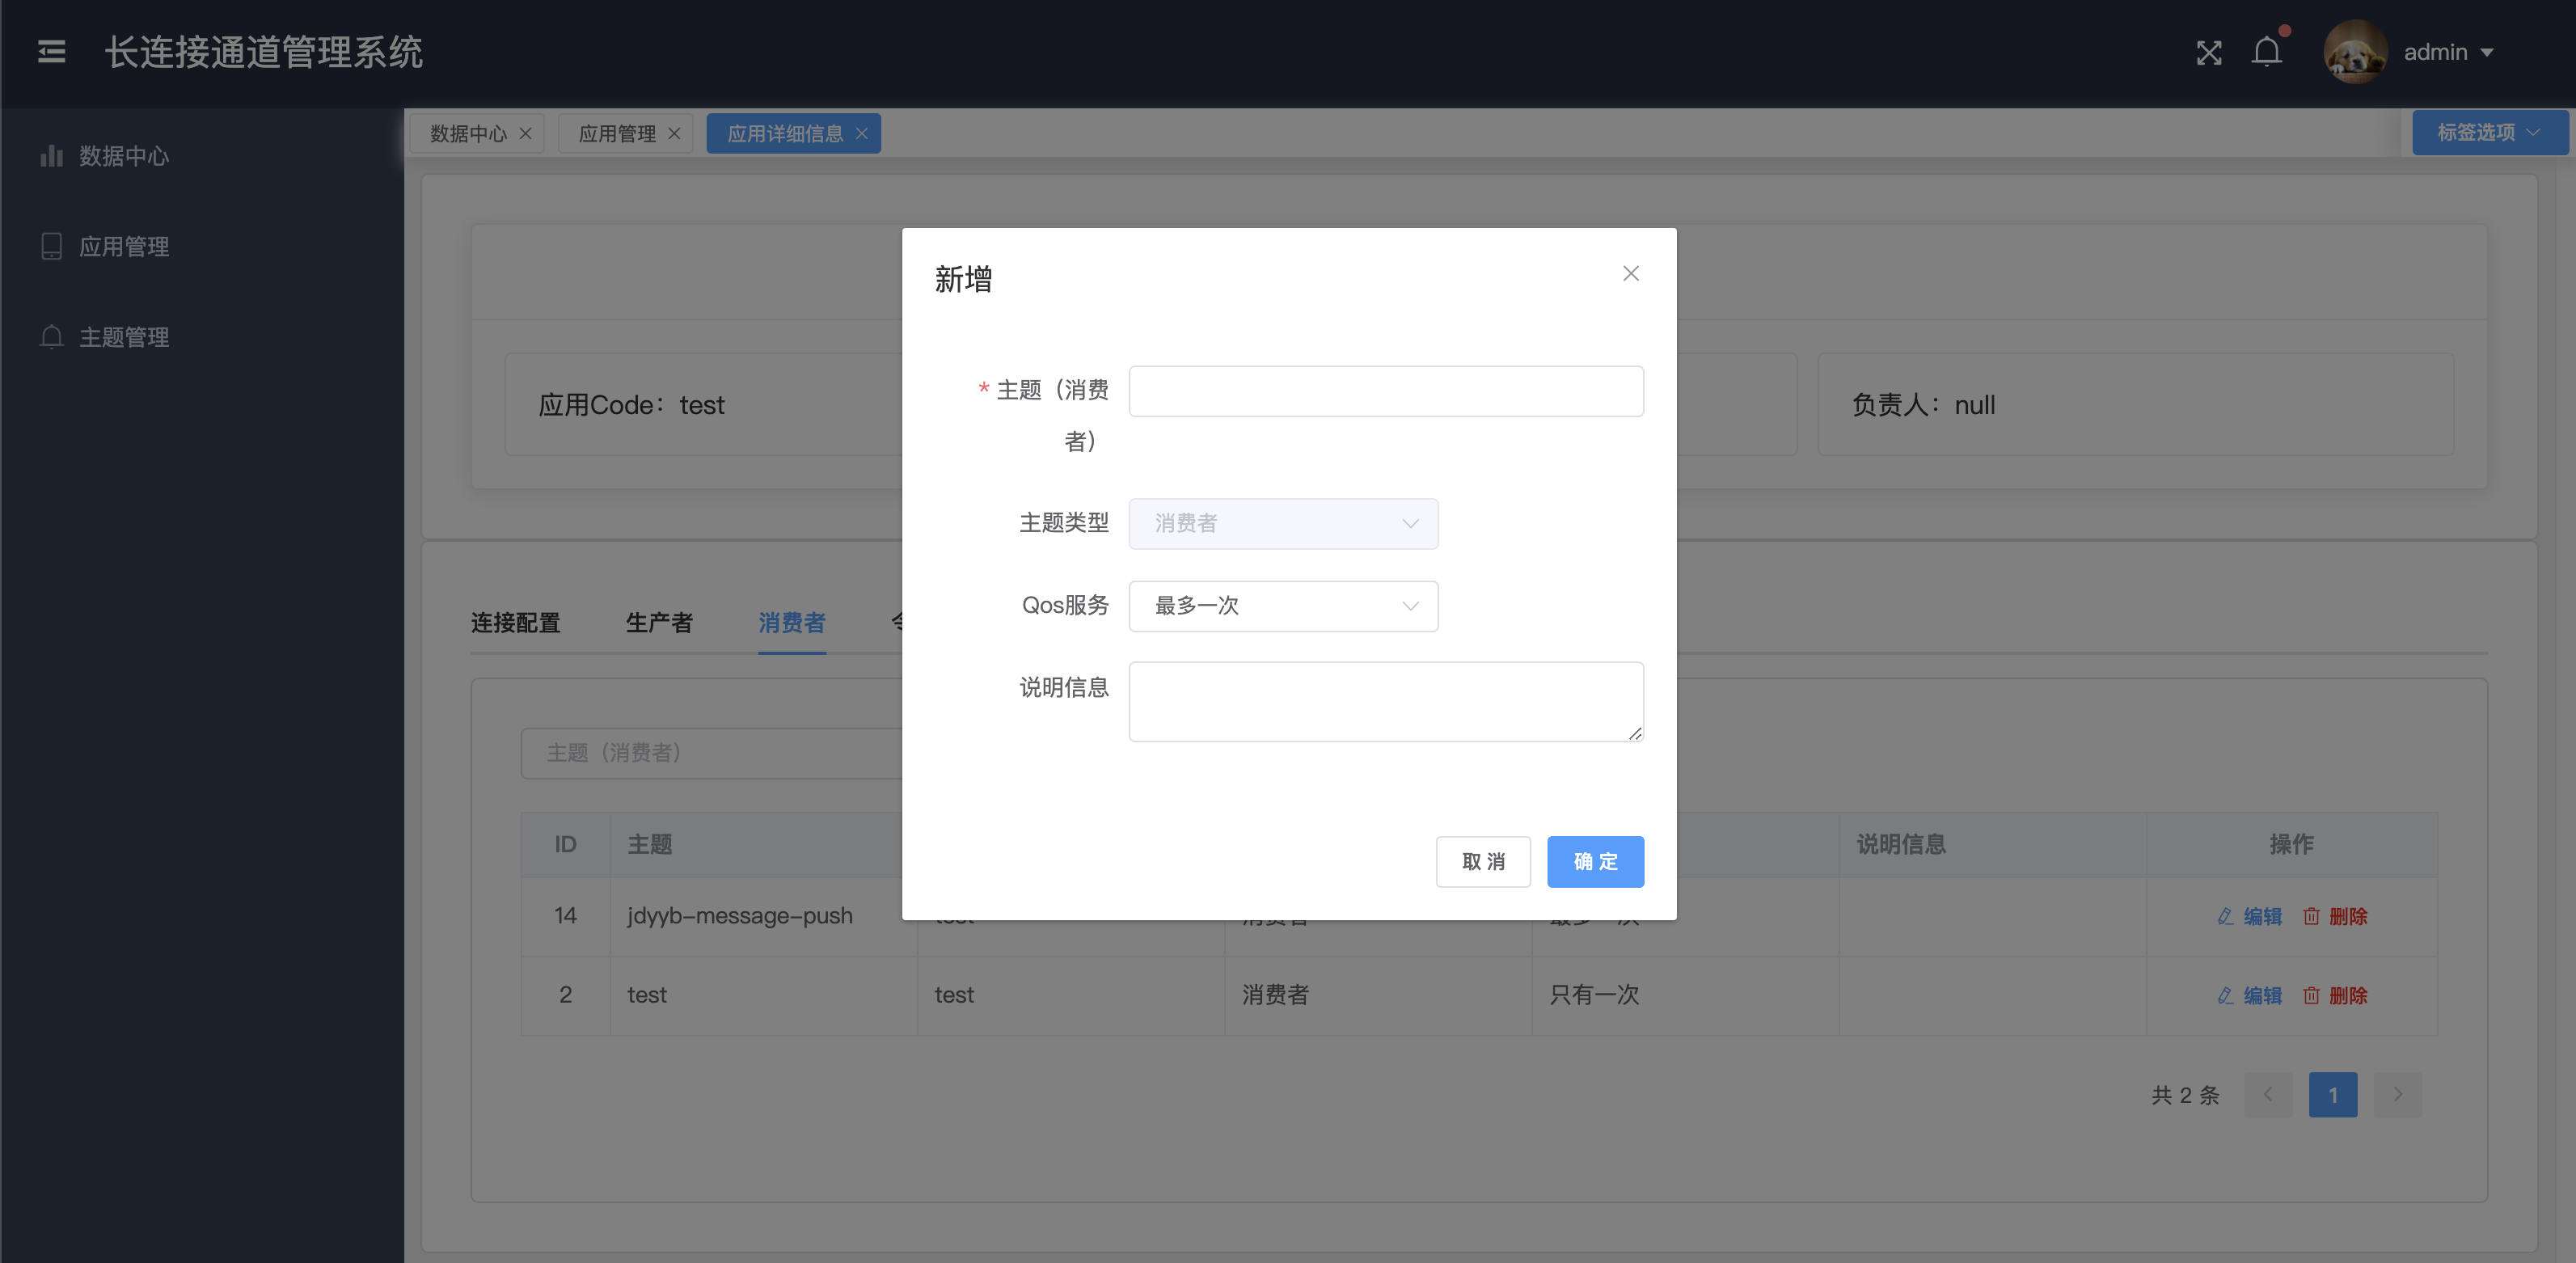 长连接通道管理系统
admin
数据中心
应用管理
主题管理
数据中心
应用管理
应用详细信息
标签选项
应用Code：test
负责人：null
连接配置
生产者
消费者
主题（消费者）
ID
主题
说明信息
操作
14
jdyyb-message-push
编辑
删除
2
test
test
消费者
只有一次
编辑
删除
共 2 条
1
新增
* 主题（消费
者）
主题类型
消费者
Qos服务
最多一次
说明信息
取 消
确 定